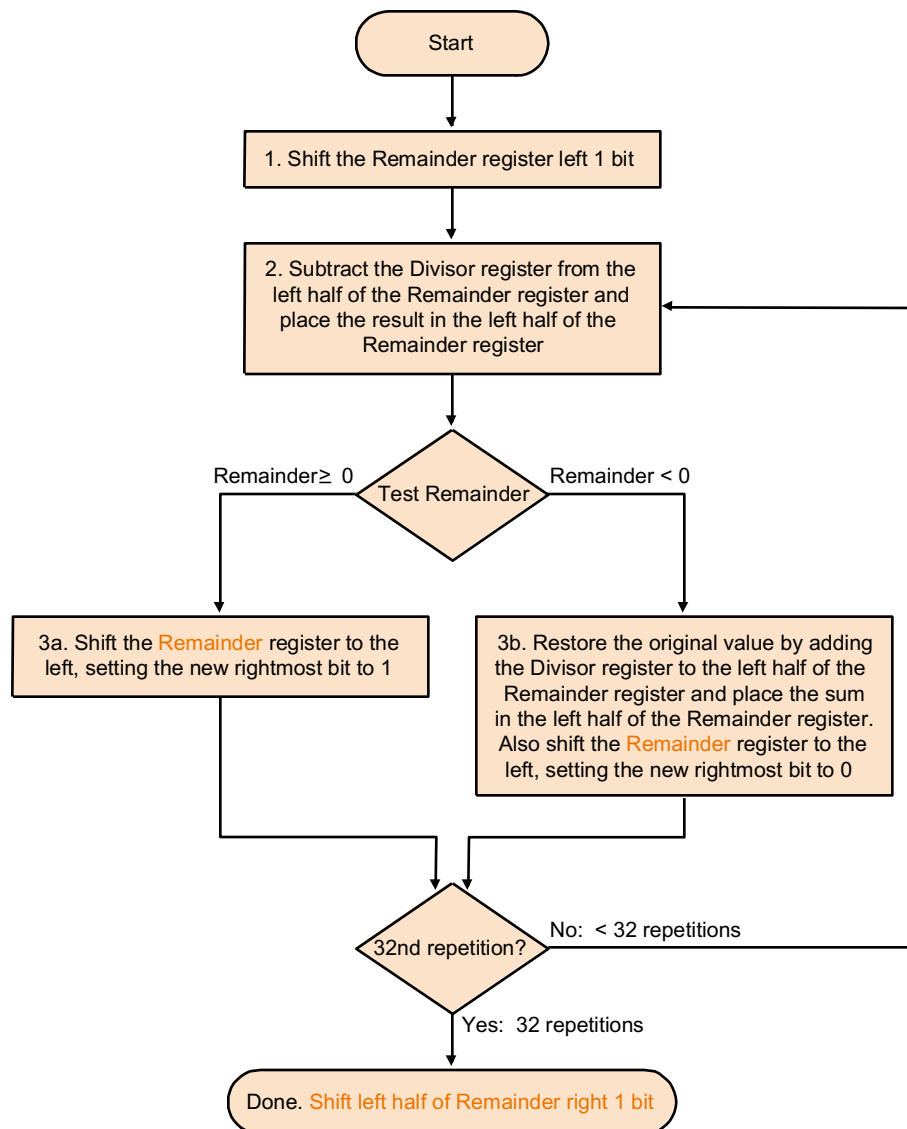 Start
1. Shift the Remainder register left 1 bit
2. Subtract the Divisor register from the
left half of the Remainder register and
place the result in the left half of the
Remainder register
Remainder≥ 0
Remainder < 0
Test Remainder
3a. Shift the Remainder register to the
left, setting the new rightmost bit to 1
3b. Restore the original value by adding
the Divisor register to the left half of the
Remainder register and place the sum
in the left half of the Remainder register.
Also shift the Remainder register to the
left, setting the new rightmost bit to 0
32nd repetition?
No: < 32 repetitions
Yes: 32 repetitions
Done. Shift left half of Remainder right 1 bit